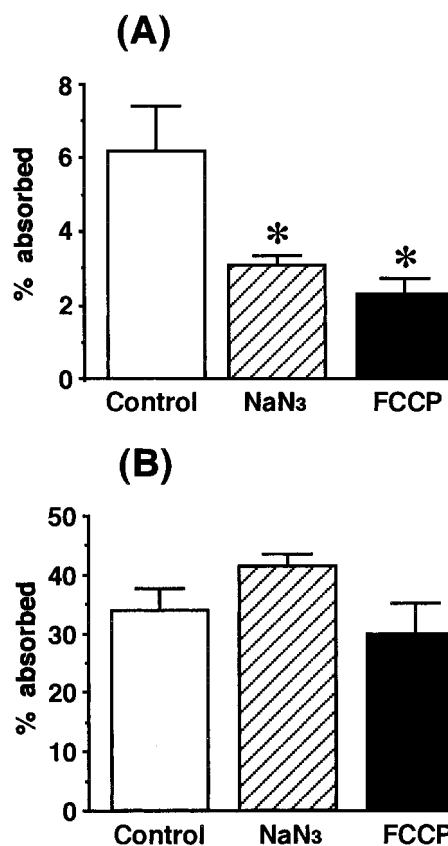 (A)
% absorbed
8
6
4
2
0
* *
Control NaN3 FCCP
(B)
% absorbed
50
40
30
20
10
0
Control NaN3 FCCP